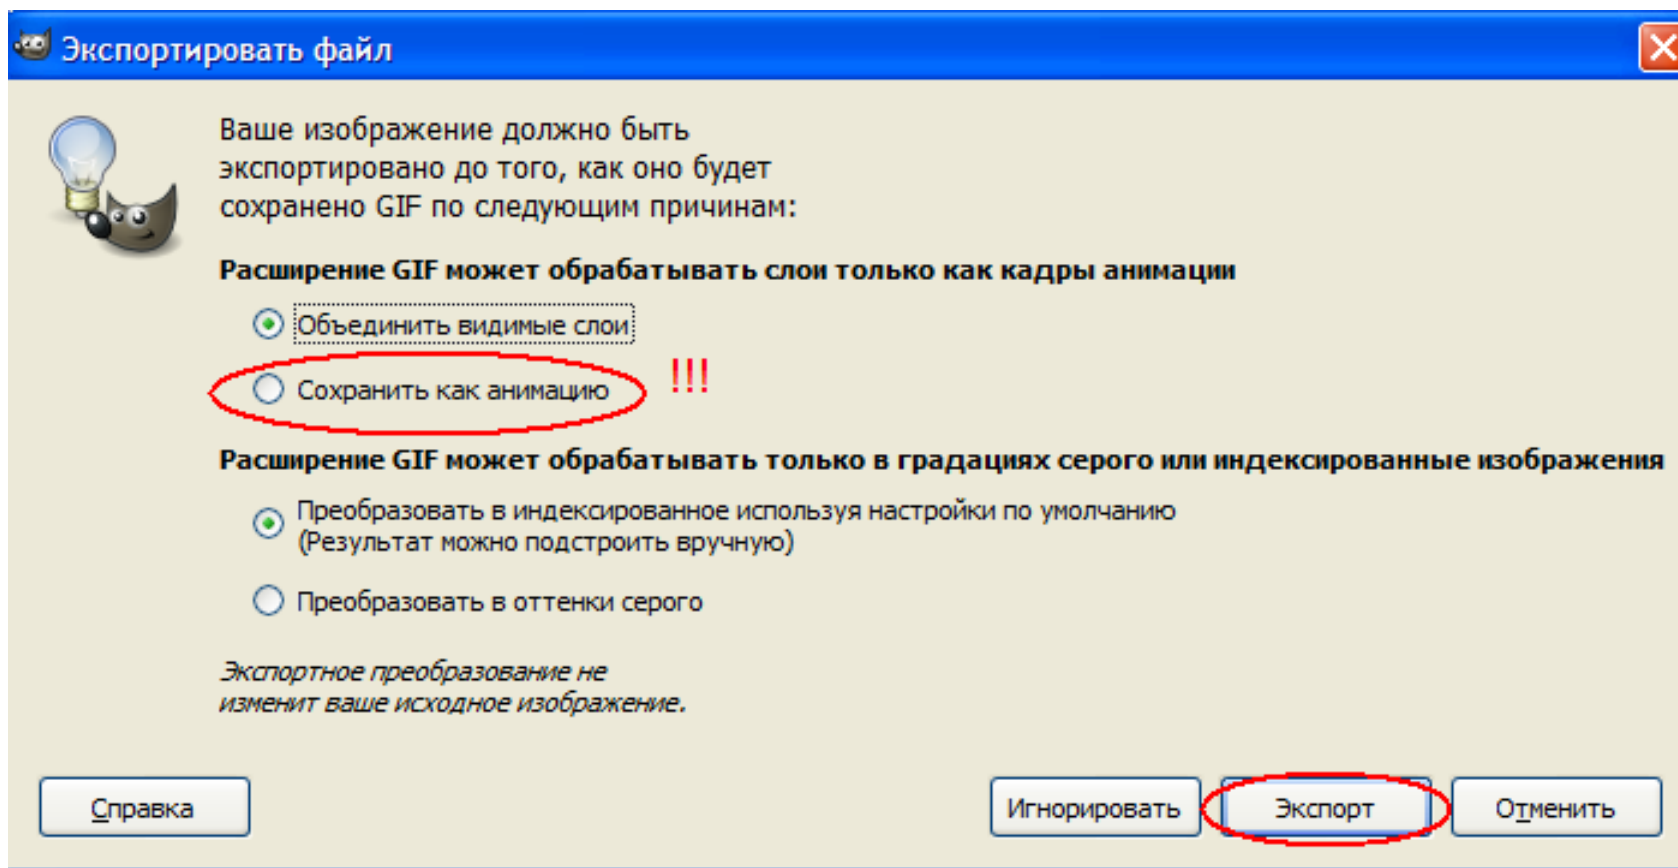 Экспортировать файл
Ваше изображение должно быть
экспортировано до того, как оно будет
сохранено GIF по следующим причинам:
Расширение GIF может обрабатывать слои только как кадры анимации
Объединить видимые слои
Сохранить как анимацию !!!
Расширение GIF может обрабатывать только в градациях серого или индексированные изображения
Преобразовать в индексированное используя настройки по умолчанию
(Результат можно подстроить вручную)
Преобразовать в оттенки серого
Экспортное преобразование не
изменит ваше исходное изображение.
Справка Игнорировать Экспорт Отменить